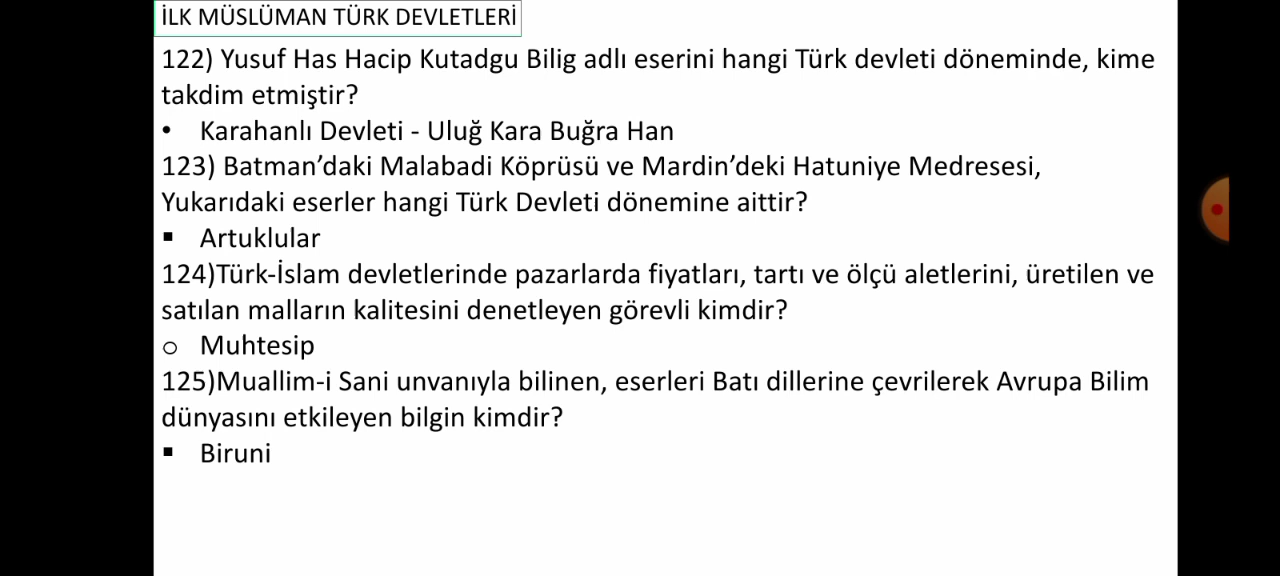 İLK MÜSLÜMAN TÜRK DEVLETLERİ
122) Yusuf Has Hacip Kutadgu Bilig adlı eserini hangi Türk devleti döneminde, kime
takdim etmiştir?
• Karahanlı Devleti - Uluğ Kara Buğra Han
123) Batman’daki Malabadi Köprüsü ve Mardin’deki Hatuniye Medresesi,
Yukarıdaki eserler hangi Türk Devleti dönemine aittir?
▪ Artuklular
124)Türk-İslam devletlerinde pazarlarda fiyatları, tartı ve ölçü aletlerini, üretilen ve
satılan malların kalitesini denetleyen görevli kimdir?
o Muhtesip
125)Muallim-i Sani unvanıyla bilinen, eserleri Batı dillerine çevrilerek Avrupa Bilim
dünyasını etkileyen bilgin kimdir?
▪ Biruni